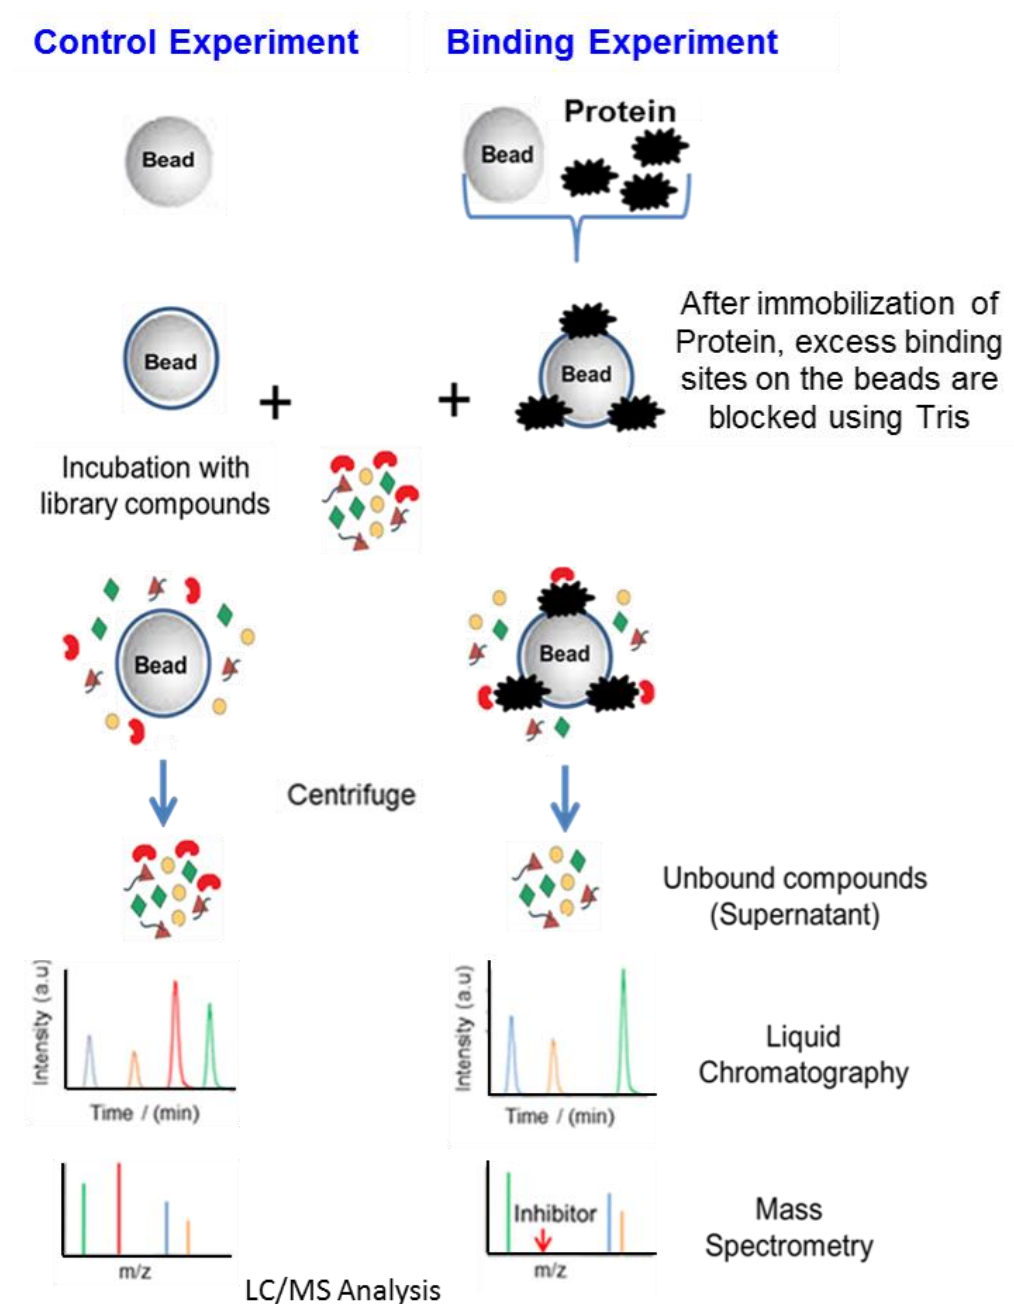 Control Experiment
Binding Experiment
Bead
Bead
Protein
Bead
Bead
After immobilization of
Protein, excess binding
sites on the beads are
blocked using Tris
+
+
Incubation with
library compounds
Bead
Bead
Centrifuge
Unbound compounds
(Supernatant)
Intensity (a.u)
Time / (min)
Intensity (a.u)
Time / (min)
Liquid
Chromatography
m/z
Inhibitor
m/z
Mass
Spectrometry
LC/MS Analysis